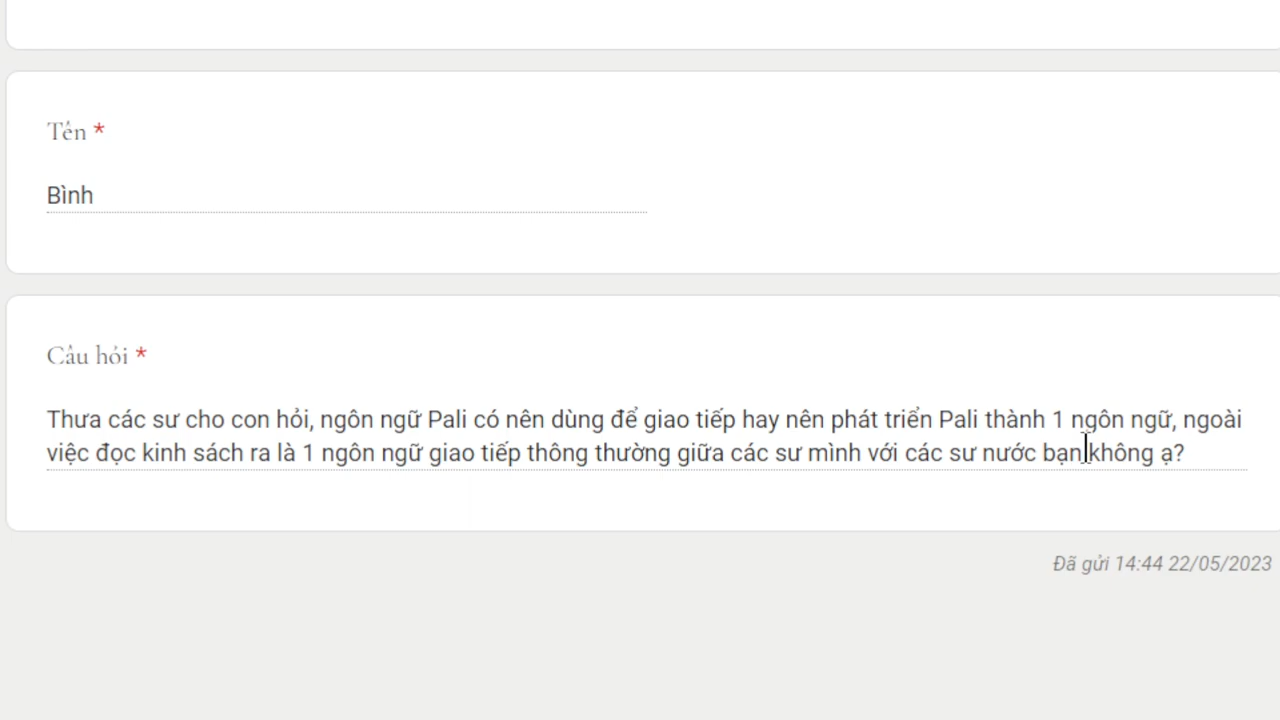 Tên *
Bình
Câu hỏi *
Thưa các sư cho con hỏi, ngôn ngữ Pali có nên dùng để giao tiếp hay nên phát triển Pali thành 1 ngôn ngữ, ngoài
việc đọc kinh sách ra là 1 ngôn ngữ giao tiếp thông thường giữa các sư mình với các sư nước bạn không ạ?
Đã gửi 14:44 22/05/2023